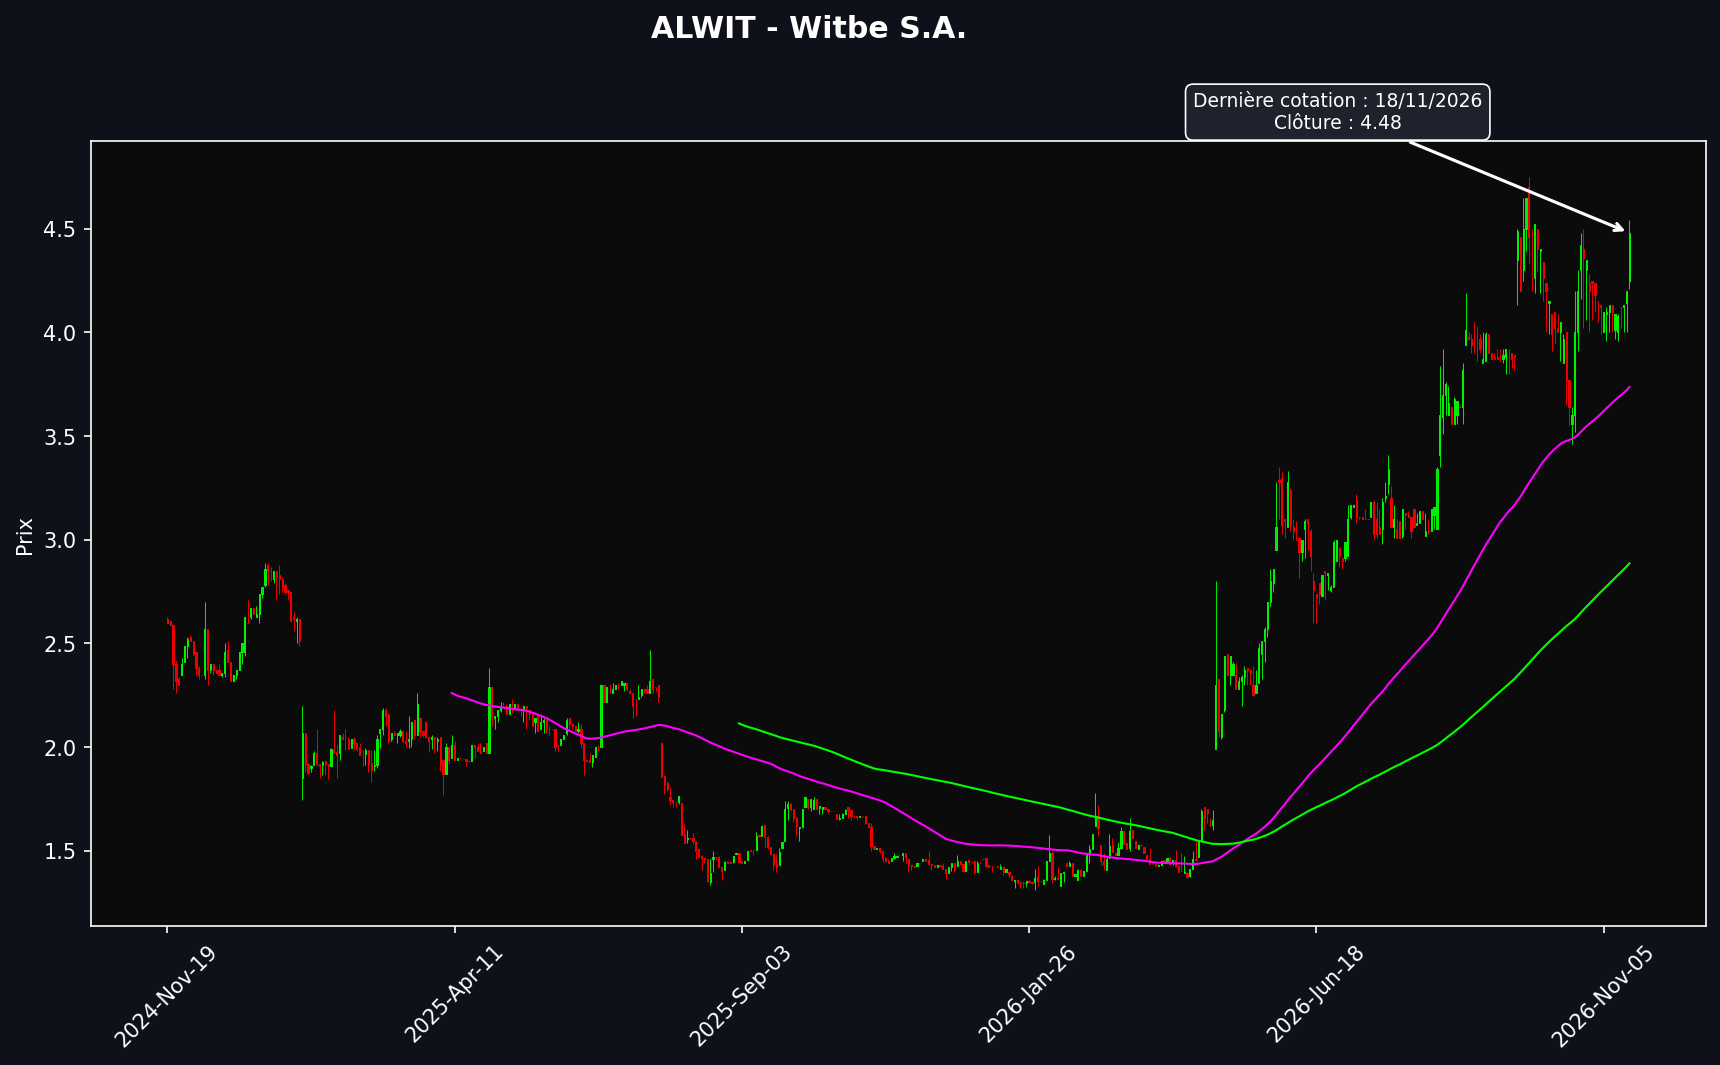 ALWIT - Witbe S.A.
Dernière cotation : 18/11/2026
Clôture : 4.48
Prix
4.5
4.0
3.5
3.0
2.5
2.0
1.5
2024-Nov-19
2025-Apr-11
2025-Sep-03
2026-Jan-26
2026-Jun-18
2026-Nov-05